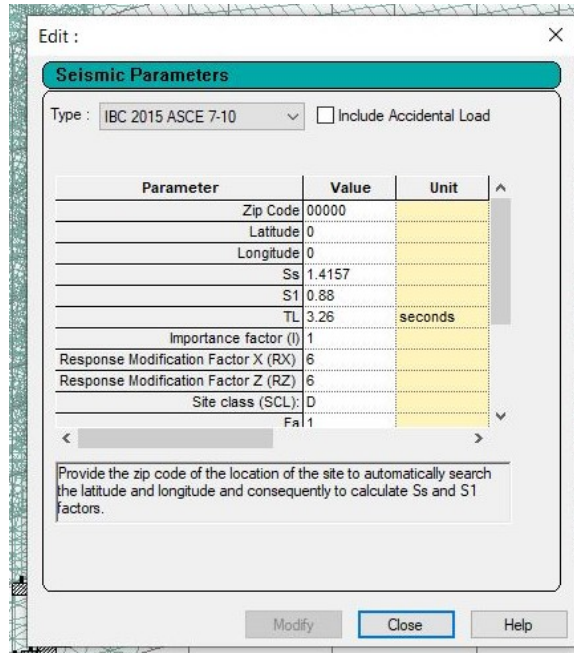 Edit :
Seismic Parameters
Type : IBC 2015 ASCE 7-10 Include Accidental Load
Parameter Value Unit
Zip Code 00000
Latitude 0
Longitude 0
Ss 1.4157
S1 0.88
TL 3.26 seconds
Importance factor (I) 1
Response Modification Factor X (RX) 6
Response Modification Factor Z (RZ) 6
Site class (SCL): D
Fa 1
Provide the zip code of the location of the site to automatically search
the latitude and longitude and consequently to calculate Ss and S1
factors.
Modify Close Help